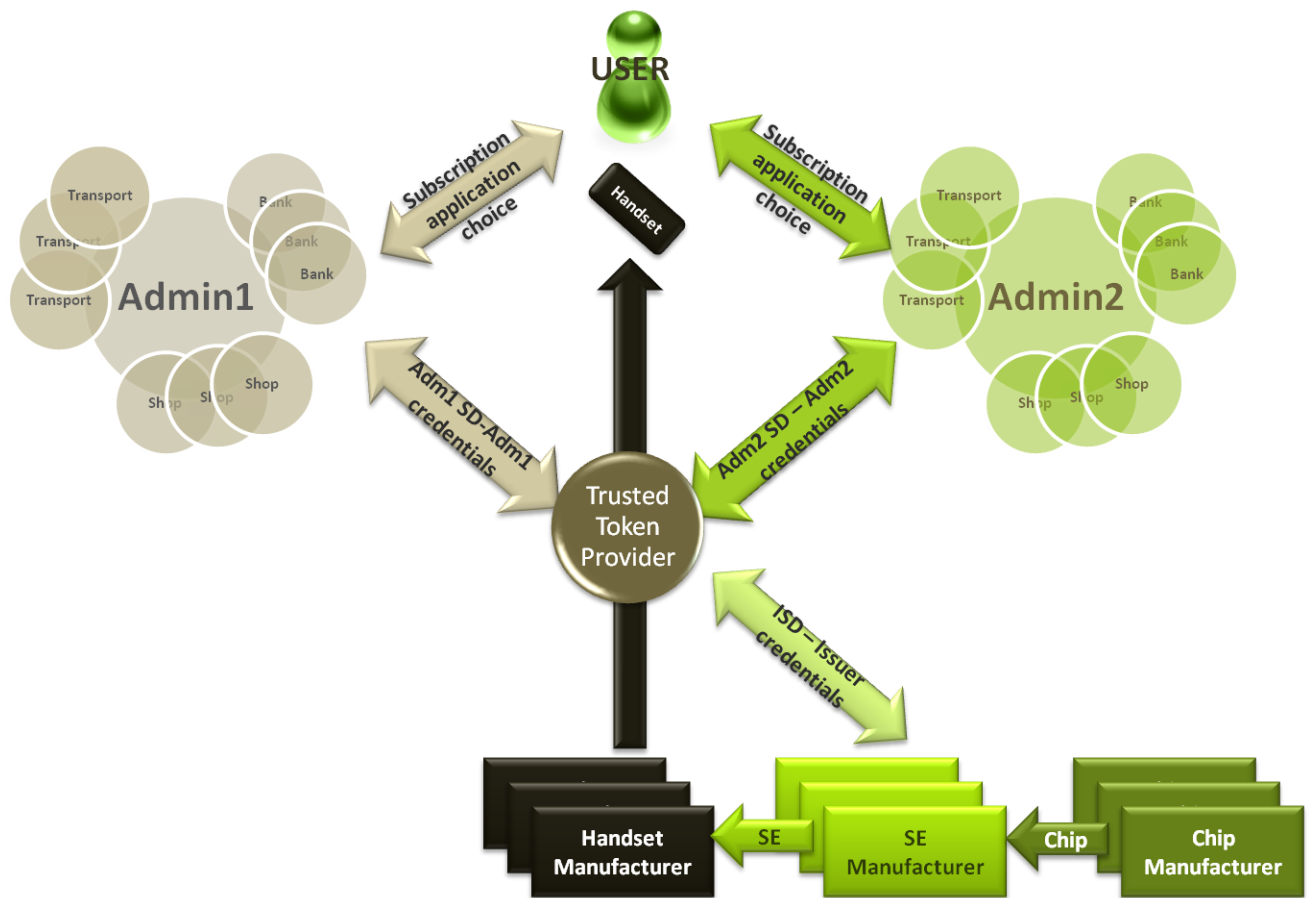 USER
Subscription
application
choice
Subscription
application
choice
Handset
Transport
Transport
Transport
Bank
Bank
Bank
Admin1
Shop
Shop
Shop
Transport
Transport
Transport
Bank
Bank
Bank
Admin2
Shop
Shop
Shop
Adm1 SD-Adm1
credentials
Adm2 SD – Adm2
credentials
Trusted
Token
Provider
ISD – Issuer
credentials
Handset
Manufacturer
SE
SE
Manufacturer
Chip
Chip
Manufacturer